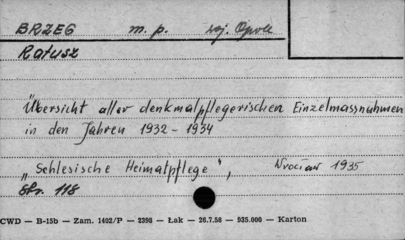 BRZEG m.p. woj. Opole
Ratusz
Übersicht aller denkmalpflegerischen Einzelmassnahmen
in den Jahren 1932 - 1934
„Schlesische Heimatpflege", Wrocław 1935
Str. 118
CWD — B-15b — Zam. 1402/P — 2398 — Łak — 26.7.58 — 935.000 — Karton